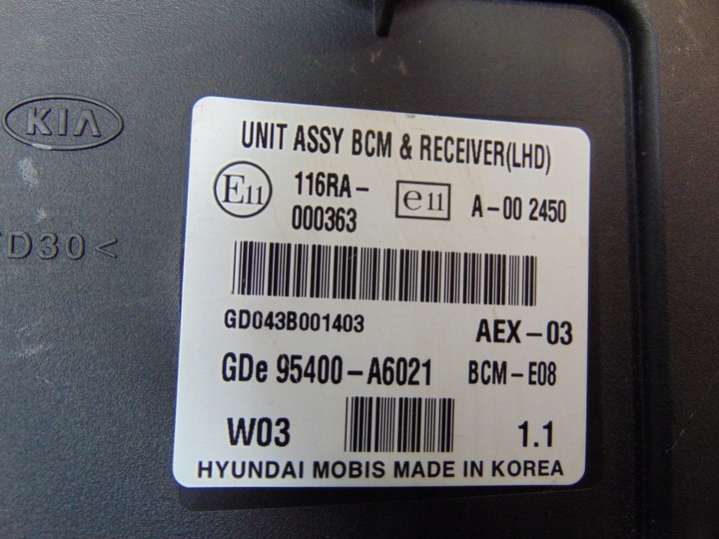 KIA
UNIT ASSY BCM & RECEIVER(LHD)
E11 116RA-000363 e11 A-00 2450
D30<
GD043B001403 AEX-03
GDe 95400-A6021 BCM-E08
W03 1.1
HYUNDAI MOBIS MADE IN KOREA